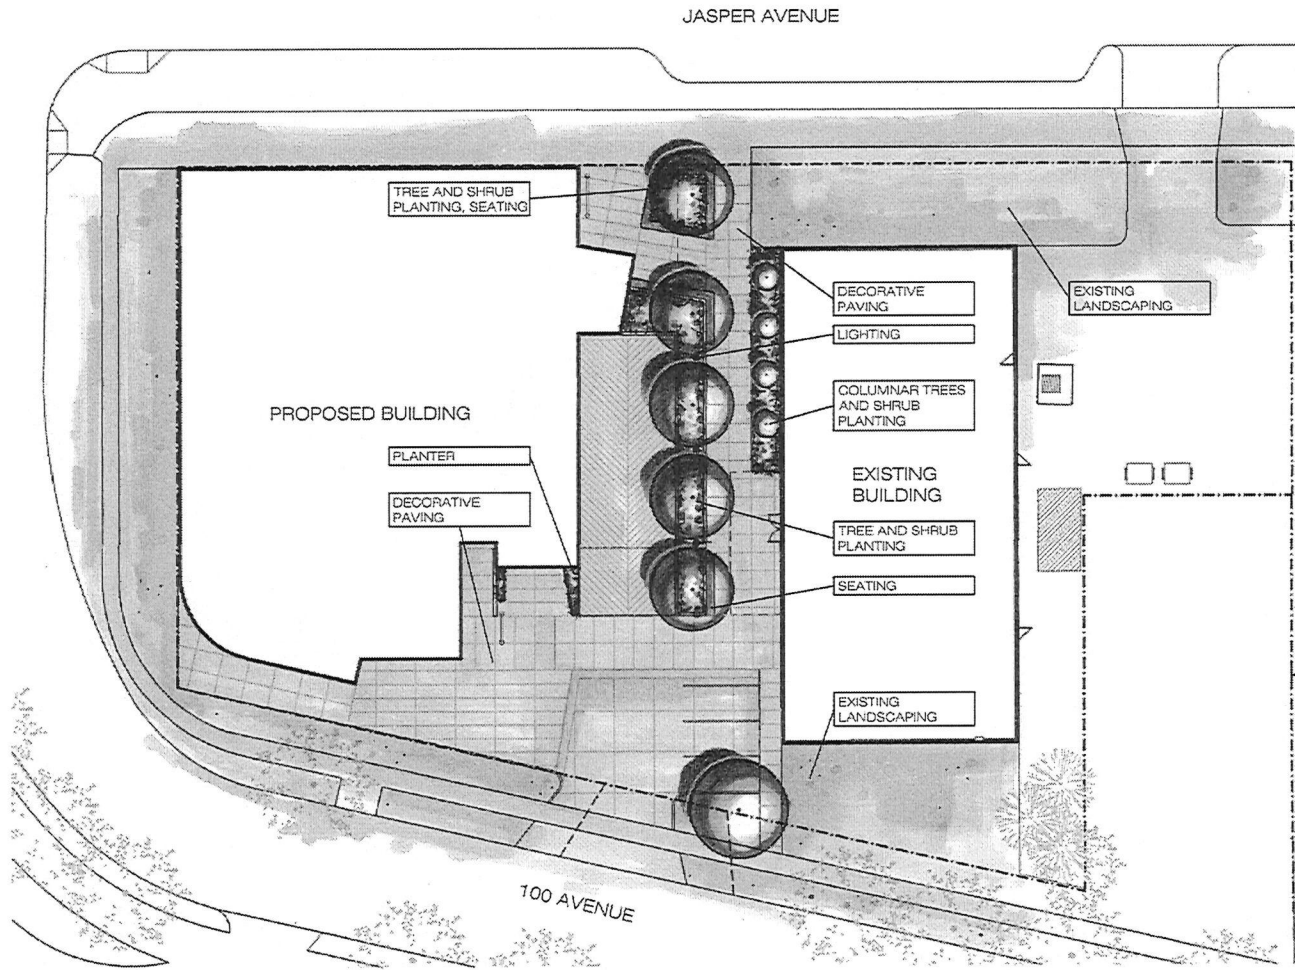 JASPER AVENUE
TREE AND SHRUB
PLANTING, SEATING
DECORATIVE
PAVING
EXISTING
LANDSCAPING
LIGHTING
COLUMNAR TREES
AND SHRUB
PLANTING
PROPOSED BUILDING
PLANTER
EXISTING
BUILDING
DECORATIVE
PAVING
TREE AND SHRUB
PLANTING
SEATING
EXISTING
LANDSCAPING
100 AVENUE